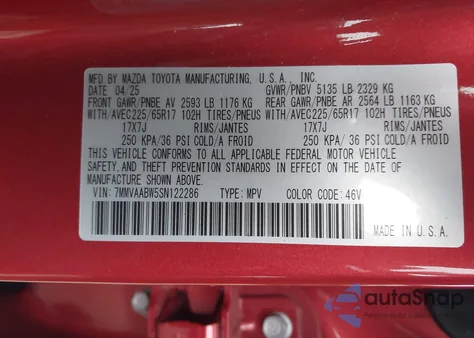 MFD BY MAZDA TOYOTA MANUFACTURING, U.S.A., INC.
DATE 04/25 GVWR/PNBV 5135 LB 2329 KG
FRONT GAWR/PNBE AV 2593 LB 1176 KG REAR GAWR/PNBE AR 2564 LB 1163 KG
WITH/AVEC225/65R17 102H TIRES/PNEUS WITH/AVEC225/65R17 102H TIRES/PNEUS
17X7J RIMS/JANTES 17X7J RIMS/JANTES
250 KPA/36 PSI COLD/A FROID 250 KPA/36 PSI COLD/A FROID
THIS VEHICLE CONFORMS TO ALL APPLICABLE FEDERAL MOTOR VEHICLE
SAFETY,AND THEFT PREVENTION STANDARDS IN EFFECT ON THE DATE OF
MANUFACTURE SHOWN ABOVE.
VIN: 7MMVAABW5SN122286 TYPE: MPV COLOR CODE: 46V
MADE IN U.S.A.
autoSnap